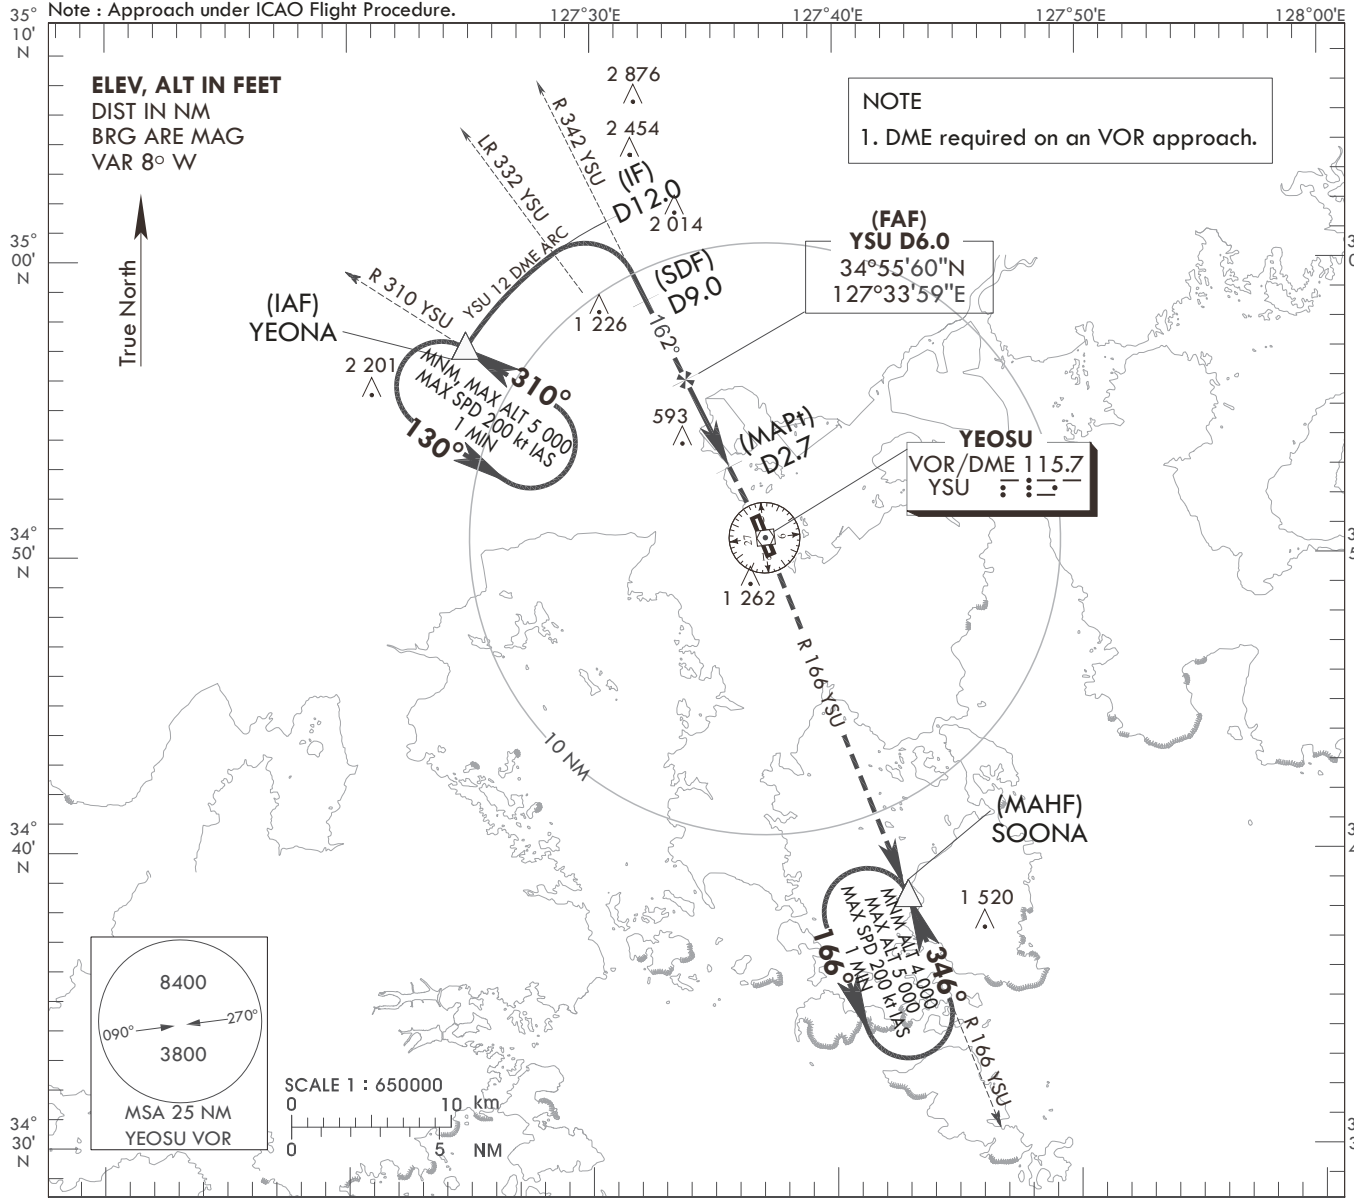 Note : Approach under ICAO Flight Procedure.
35°
10'
N
127°30'E
127°40'E
127°50'E
128°00'E
ELEV, ALT IN FEET
DIST IN NM
BRG ARE MAG
VAR 8° W
True North
NOTE
1. DME required on an VOR approach.
2 876
2 454
2 014
R 342 YSU
LR 332 YSU
R 310 YSU
YSU 12 DME ARC
(IF)
D12.0
(SDF)
D9.0
162°
(FAF)
YSU D6.0
34°55'60"N
127°33'59"E
35°
00'
N
(IAF)
YEONA
1 226
2 201
MNM, MAX ALT 5 000
MAX SPD 200 kt IAS
1 MIN
310°
130°
593
(MAPt)
D2.7
YEOSU
VOR/DME 115.7
YSU
27
9
34°
50'
N
1 262
R 166 YSU
10 NM
(MAHF)
SOONA
34°
40'
N
1 520
MNM ALT 4 000
MAX ALT 5 000
MAX SPD 200 kt IAS
1 MIN
166°
346°
R 166 YSU
8400
090°
270°
3800
MSA 25 NM
YEOSU VOR
SCALE 1 : 650000
0 10 km
0 5 NM
34°
30'
N